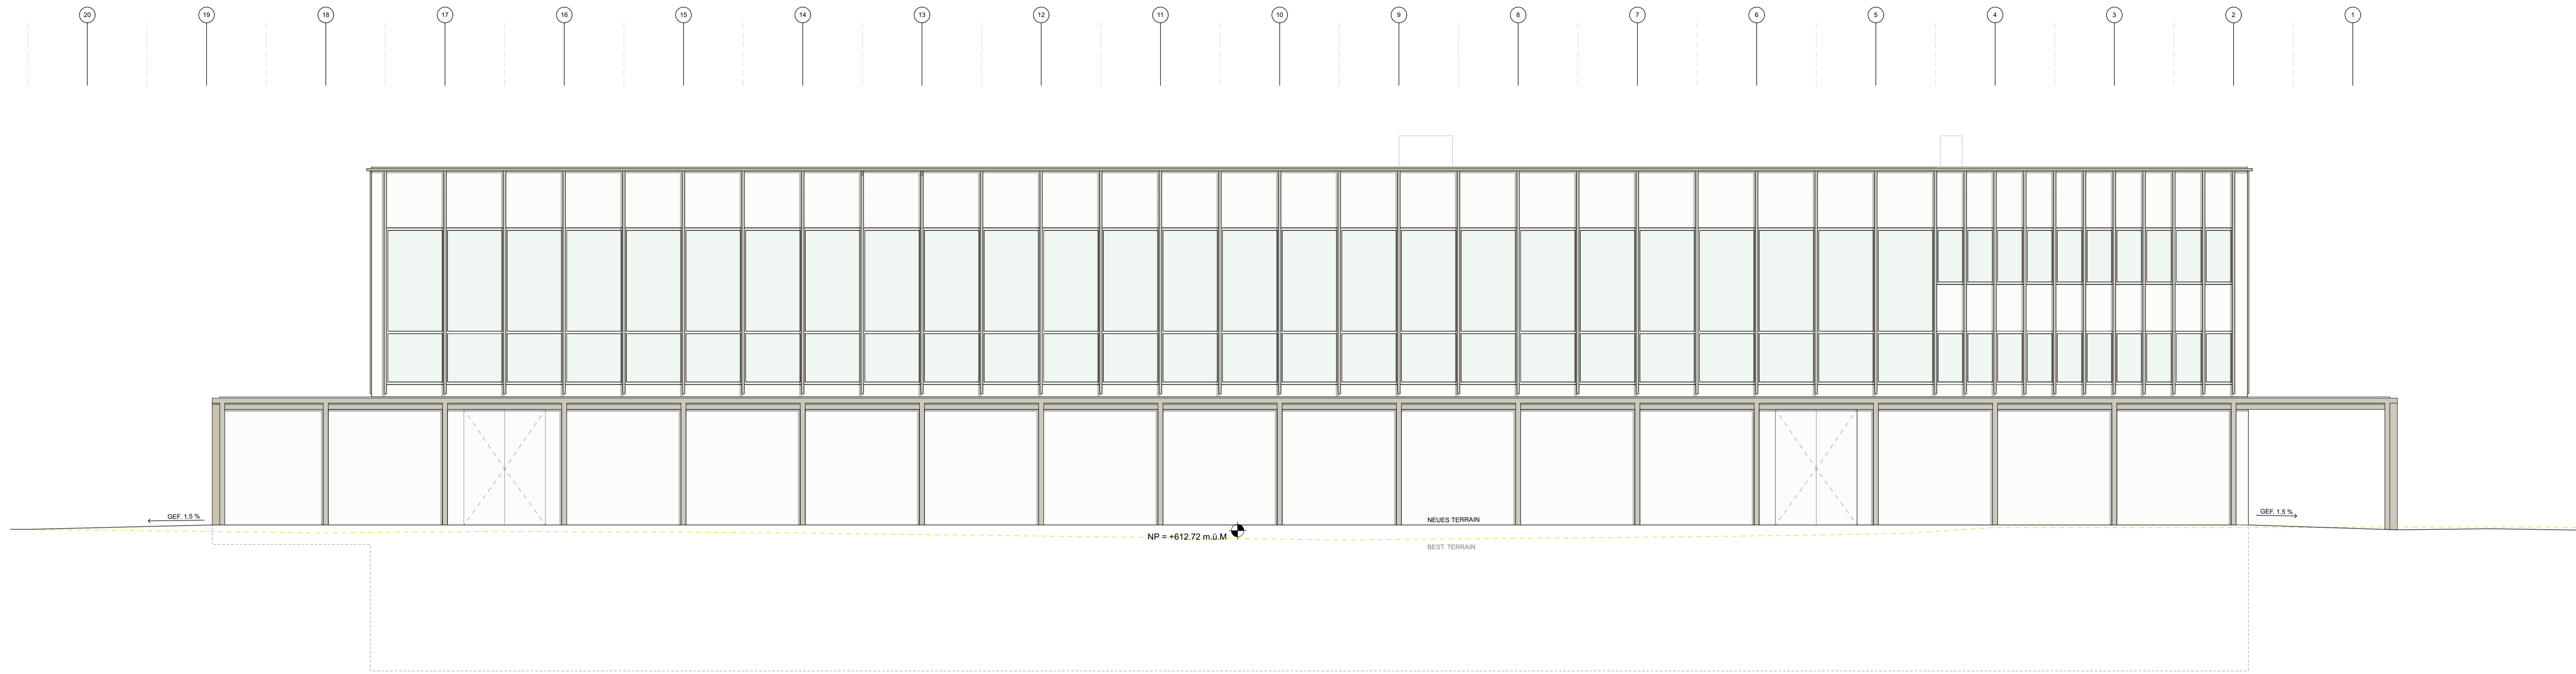 20 19 18 17 16 15 14 13 12 11 10 9 8 7 6 5 4 3 2 1
GEF. 1.5 %
GEF. 1.5 %
NEUES TERRAIN
NP = +612.72 m.ü.M
BEST. TERRAIN